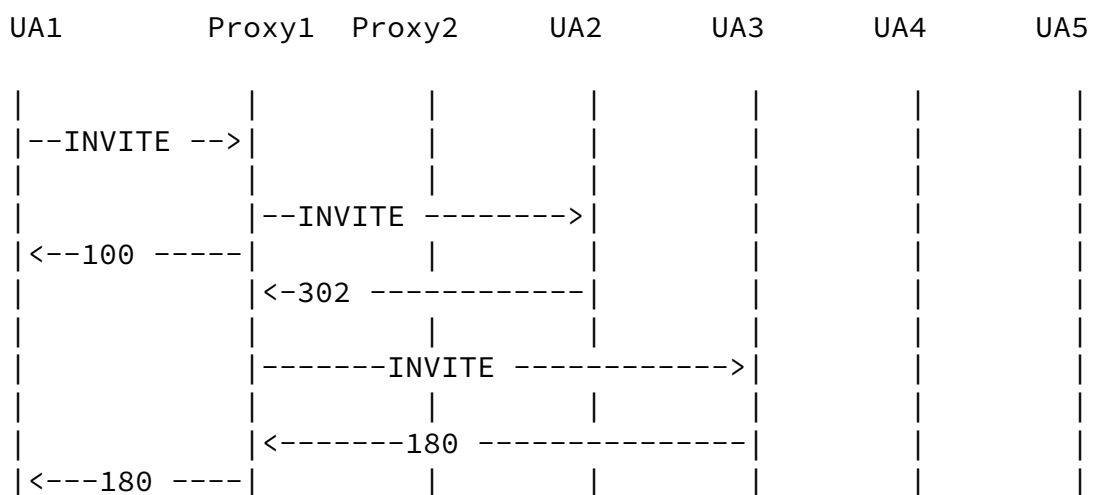 UA1         Proxy1  Proxy2     UA2      UA3      UA4      UA5

|            |         |        |        |        |        |
|--INVITE -->|         |        |        |        |        |
|            |         |        |        |        |        |
|            |--INVITE -------->|        |        |        |
|<--100 -----|         |        |        |        |        |
|            |<-302 ------------|        |        |        |
|            |         |        |        |        |        |
|            |-------INVITE ------------>|        |        |
|            |         |        |        |        |        |
|            |<-------180 ---------------|        |        |
|<---180 ----|         |        |        |        |        |